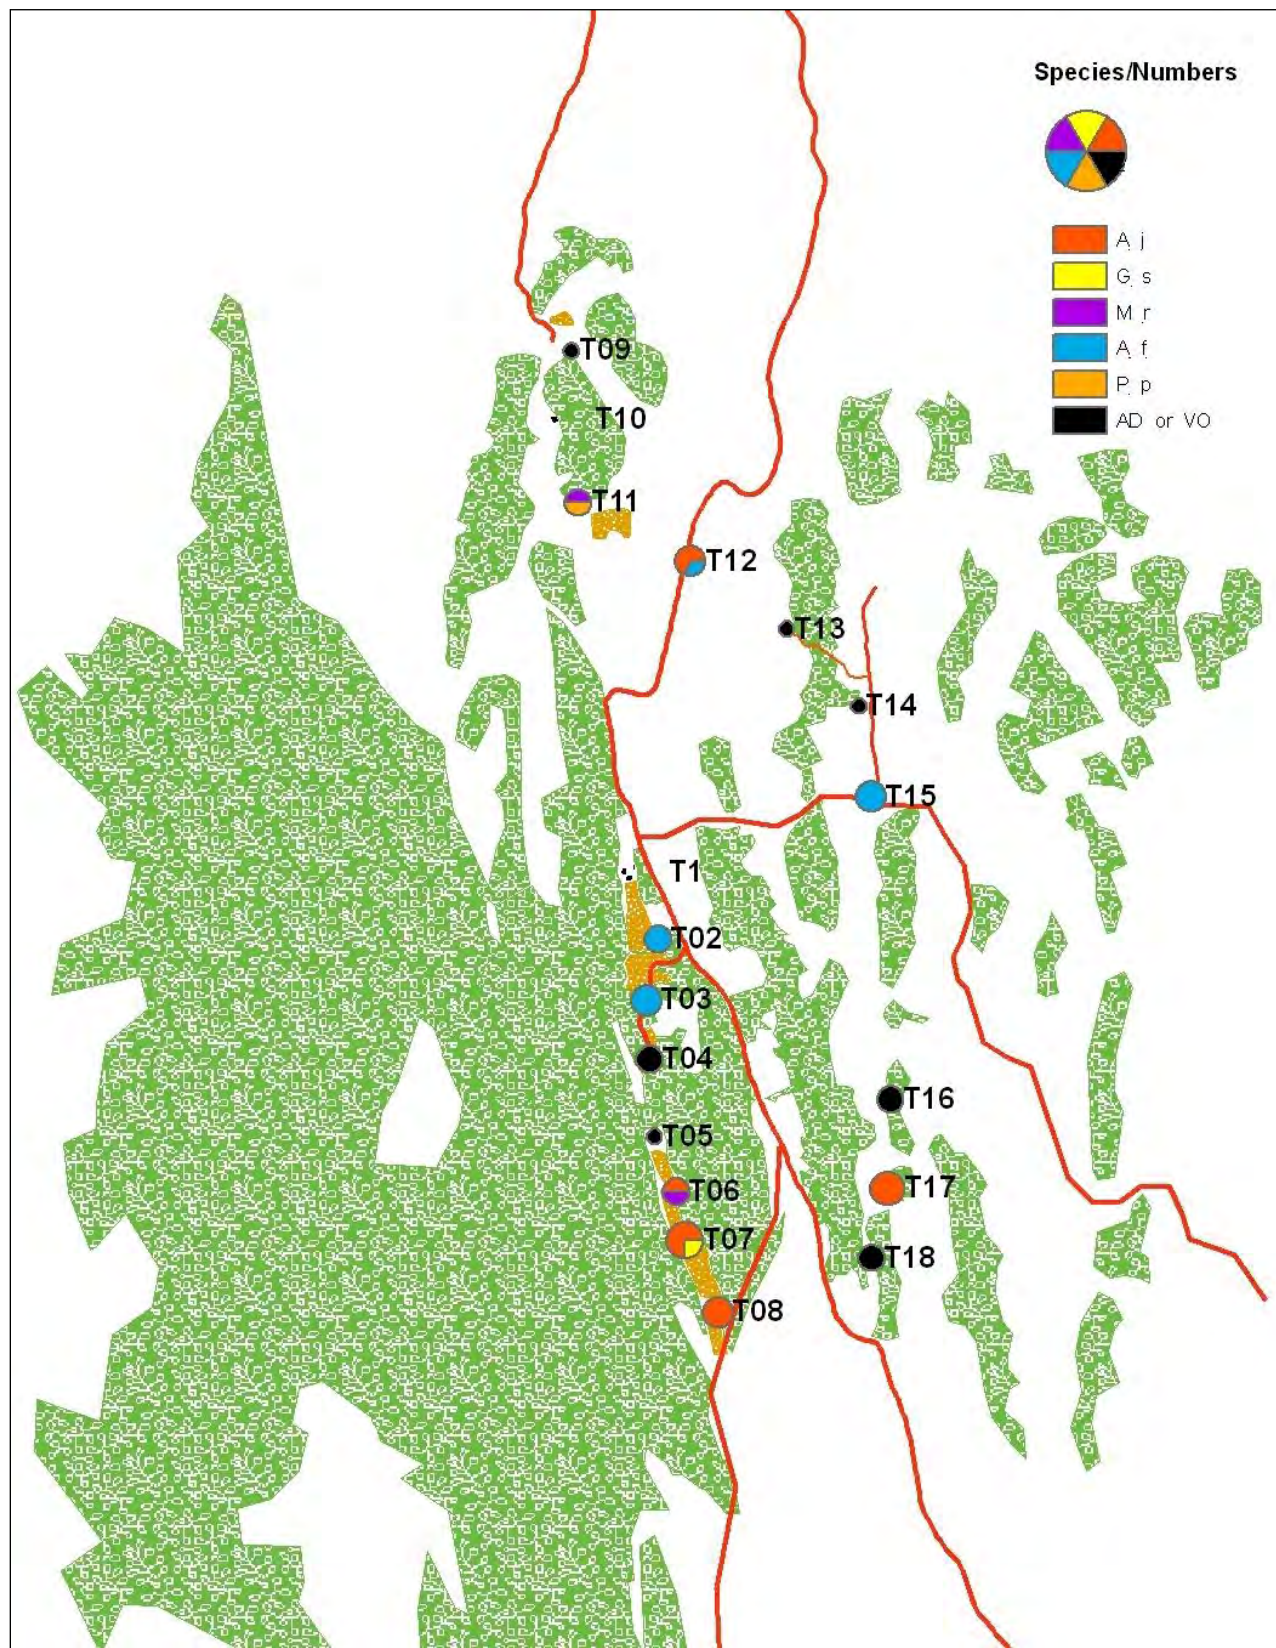 Species/Numbers
A. j
G. s
M. r
A. f
P. p
AD or VO
T09
T10
T11
T12
T13
T14
T15
T1
T02
T03
T04
T16
T05
T06
T17
T07
T18
T08